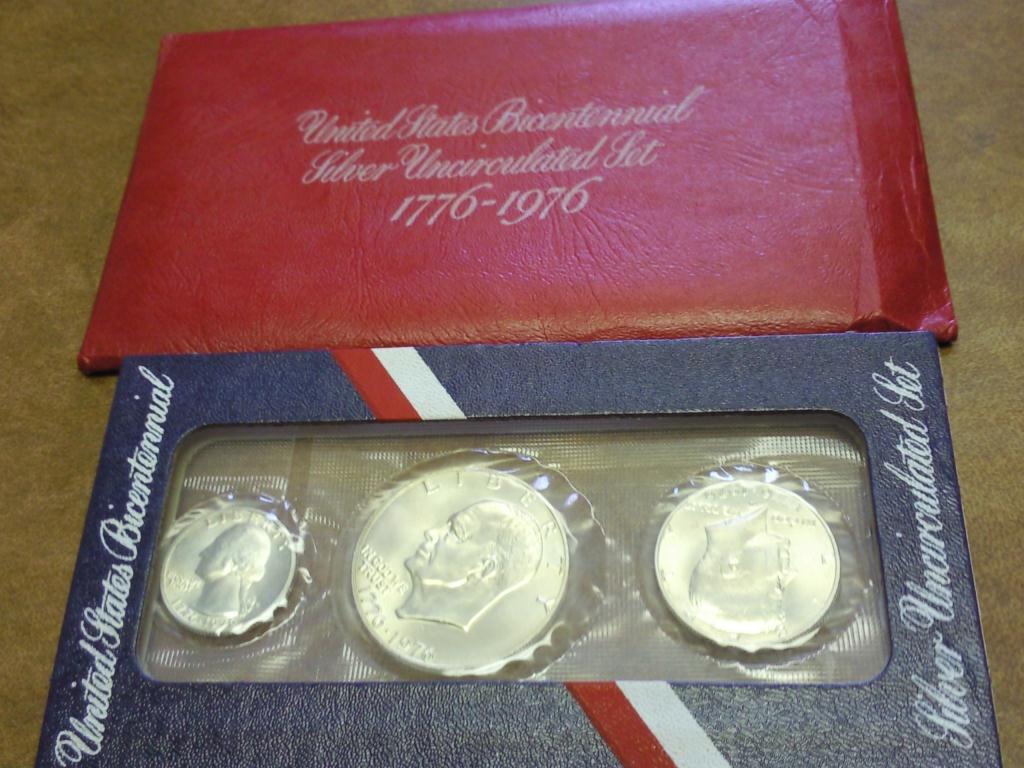 United States Bicentennial
Silver Uncirculated Set
1776-1976
United States Bicentennial
Silver Uncirculated Set
LIBERTY
LIBERTY
IN GOD WE
TRUST
1776-1976